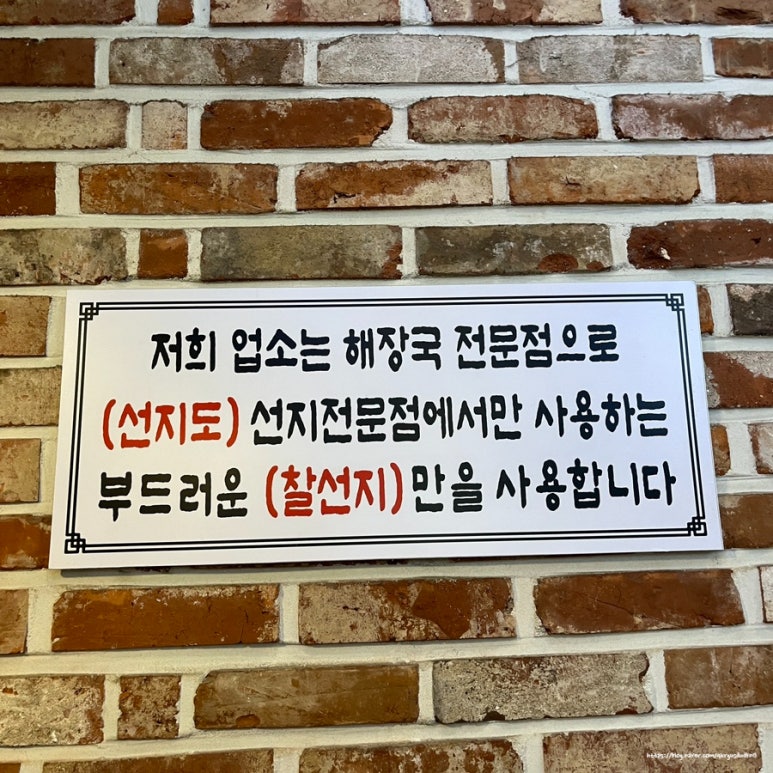 저희 업소는 해장국 전문점으로
(선지도) 선지전문점에서만 사용하는
부드러운 (찰선지)만을 사용합니다